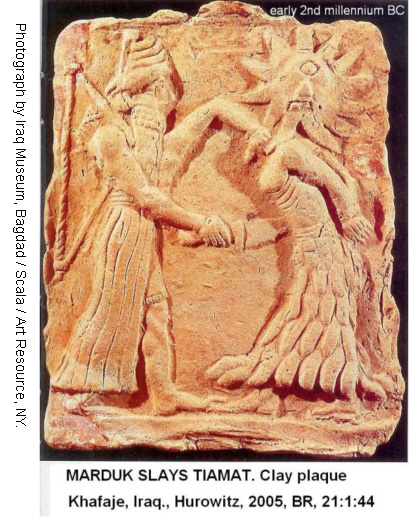 early 2nd millennium BC
Photograph by Iraq Museum, Bagdad / Scala / Art Resource, NY.
MARDUK SLAYS TIAMAT. Clay plaque
Khafaje, Iraq., Hurowitz, 2005, BR, 21:1:44